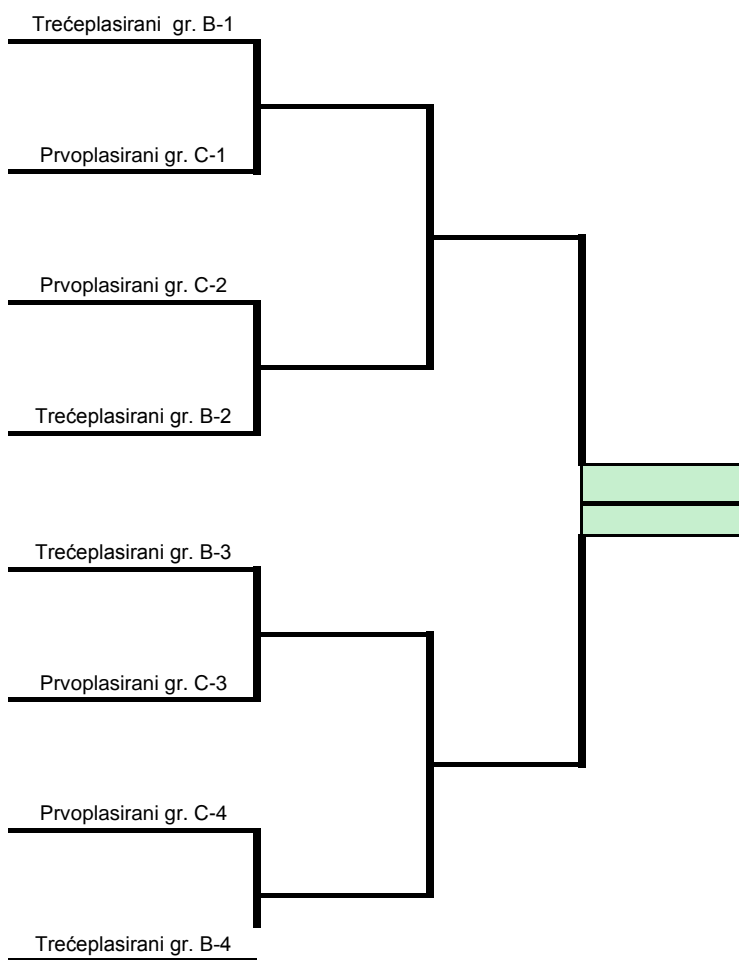 Trećeplasirani  gr. B-1
Prvoplasirani gr. C-1
Prvoplasirani gr. C-2
Trećeplasirani gr. B-2
Trećeplasirani gr. B-3
Prvoplasirani gr. C-3
Prvoplasirani gr. C-4
Trećeplasirani gr. B-4